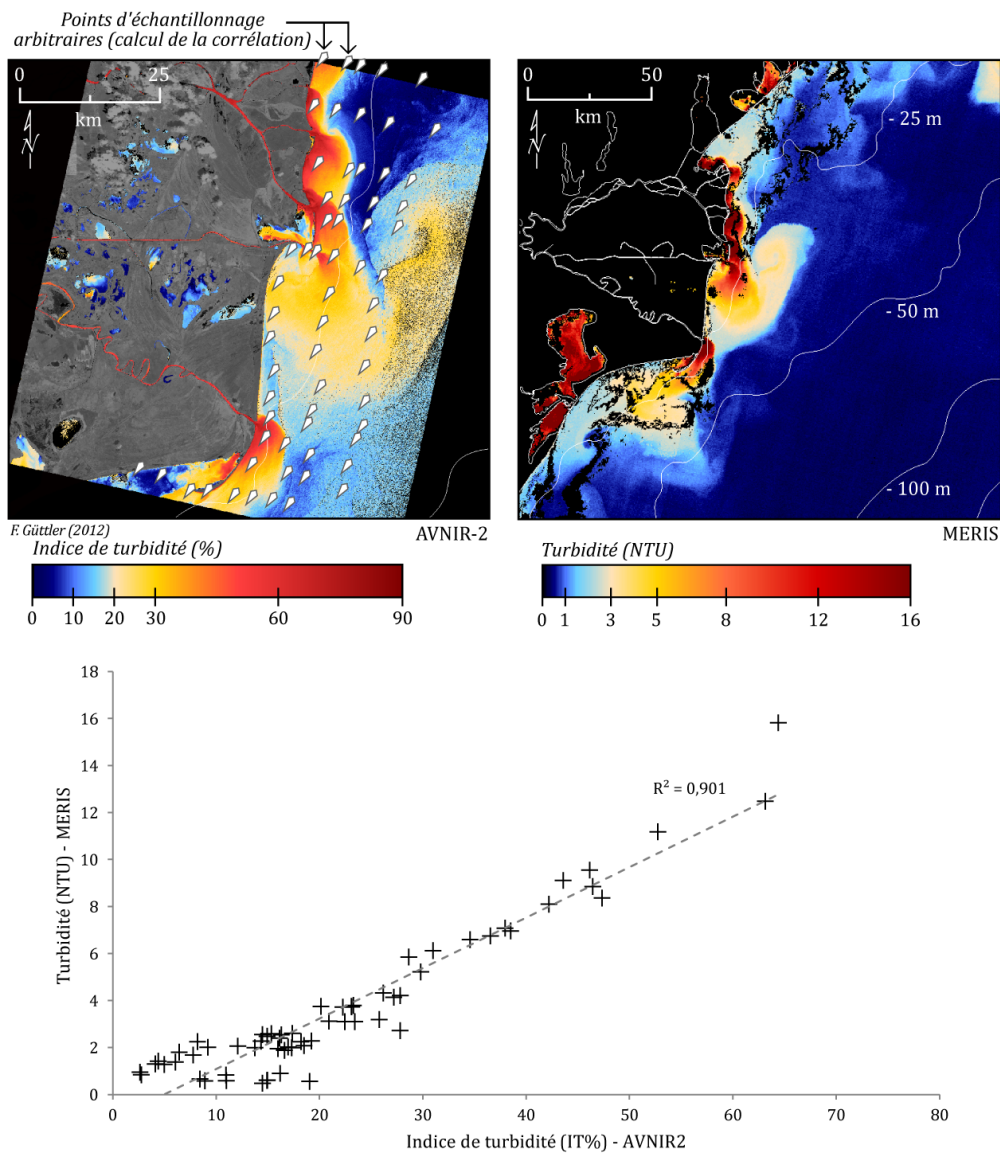 Points d'échantillonnage
arbitraires (calcul de la corrélation)
0 25
km
N
0 50
km
N
- 25 m
- 50 m
- 100 m
F. Güttler (2012)
AVNIR-2
MERIS
Indice de turbidité (%)
0 10 20 30 60 90
Turbidité (NTU)
0 1 3 5 8 12 16
18
16
14
12
10
8
6
4
2
0
Turbidité (NTU) - MERIS
R² = 0,901
0 10 20 30 40 50 60 70 80
Indice de turbidité (IT%) - AVNIR2